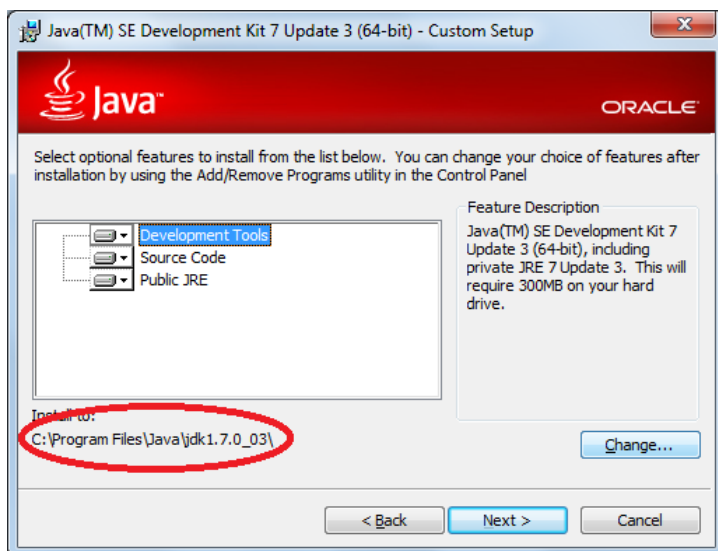 Java(TM) SE Development Kit 7 Update 3 (64-bit) - Custom Setup
Java™
ORACLE
Select optional features to install from the list below. You can change your choice of features after
installation by using the Add/Remove Programs utility in the Control Panel
Development Tools
Source Code
Public JRE
Feature Description
Java(TM) SE Development Kit 7
Update 3 (64-bit), including
private JRE 7 Update 3. This will
require 300MB on your hard
drive.
Install to:
C:\Program Files\Java\jdk1.7.0_03\
Change...
< Back
Next >
Cancel